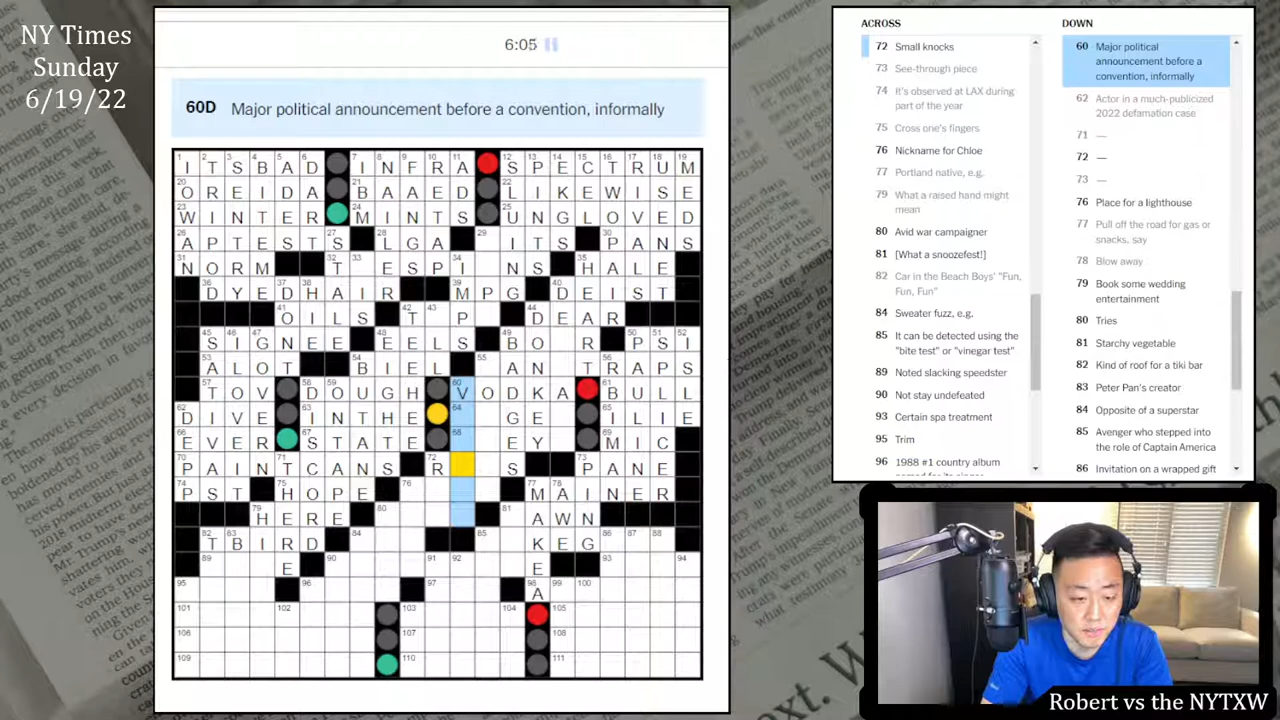 NY Times
Sunday
6/19/22
6:05
60D Major political announcement before a convention, informally
ITSBAD INFRA SPECTRUM
OREIDA BAAED LIKEWISE
WINTER MINTS UNGLOVED
APTESTS LGA ITS PANS
NORM T ESPI NS HALE
DYEDHAIR MPG DEIST
OILS T P DEAR
SIGNEE EELS BO R PSI
ALOT BIEL AN TRAPS
TOV DOUGH VODKA BULL
DIVE INTHE GE ILIE
EVER STATE EY MIC
PAINTCANS R S PANE
PST HOPE MAINER
HERE AWN
TBIRD KEG
E E
A
ACROSS
72 Small knocks
73 See-through piece
74 It's observed at LAX during
part of the year
75 Cross one's fingers
76 Nickname for Chloe
77 Portland native, e.g.
79 What a raised hand might
mean
80 Avid war campaigner
81 [What a snoozefest!]
82 Car in the Beach Boys' "Fun,
Fun, Fun"
84 Sweater fuzz, e.g.
85 It can be detected using the
"bite test" or "vinegar test"
89 Noted slacking speedster
90 Not stay undefeated
93 Certain spa treatment
95 Trim
96 1988 #1 country album
DOWN
60 Major political
announcement before a
convention, informally
62 Actor in a much-publicized
2022 defamation case
71 —
72 —
73 —
76 Place for a lighthouse
77 Pull off the road for gas or
snacks, say
78 Blow away
79 Book some wedding
entertainment
80 Tries
81 Starchy vegetable
82 Kind of roof for a tiki bar
83 Peter Pan's creator
84 Opposite of a superstar
85 Avenger who stepped into
the role of Captain America
86 Invitation on a wrapped gift
Robert vs the NYTXW